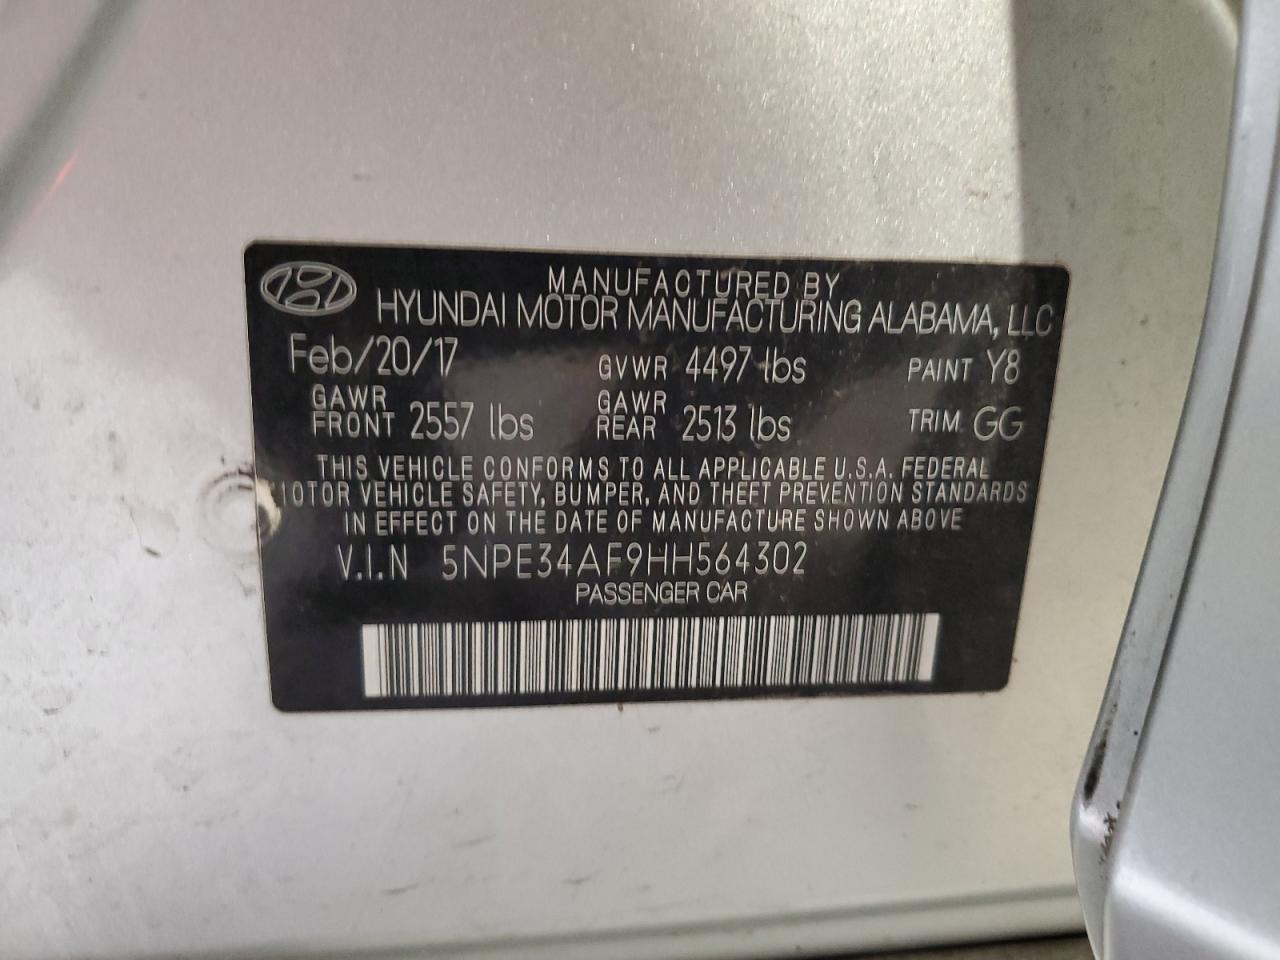 MANUFACTURED BY
HYUNDAI MOTOR MANUFACTURING ALABAMA, LLC
Feb/20/17 GVWR 4497 lbs PAINT Y8
GAWR FRONT 2557 lbs GAWR REAR 2513 lbs TRIM GG
THIS VEHICLE CONFORMS TO ALL APPLICABLE U.S.A. FEDERAL
IOTOR VEHICLE SAFETY, BUMPER, AND THEFT PREVENTION STANDARDS
IN EFFECT ON THE DATE OF MANUFACTURE SHOWN ABOVE
V.I.N 5NPE34AF9HH564302
PASSENGER CAR